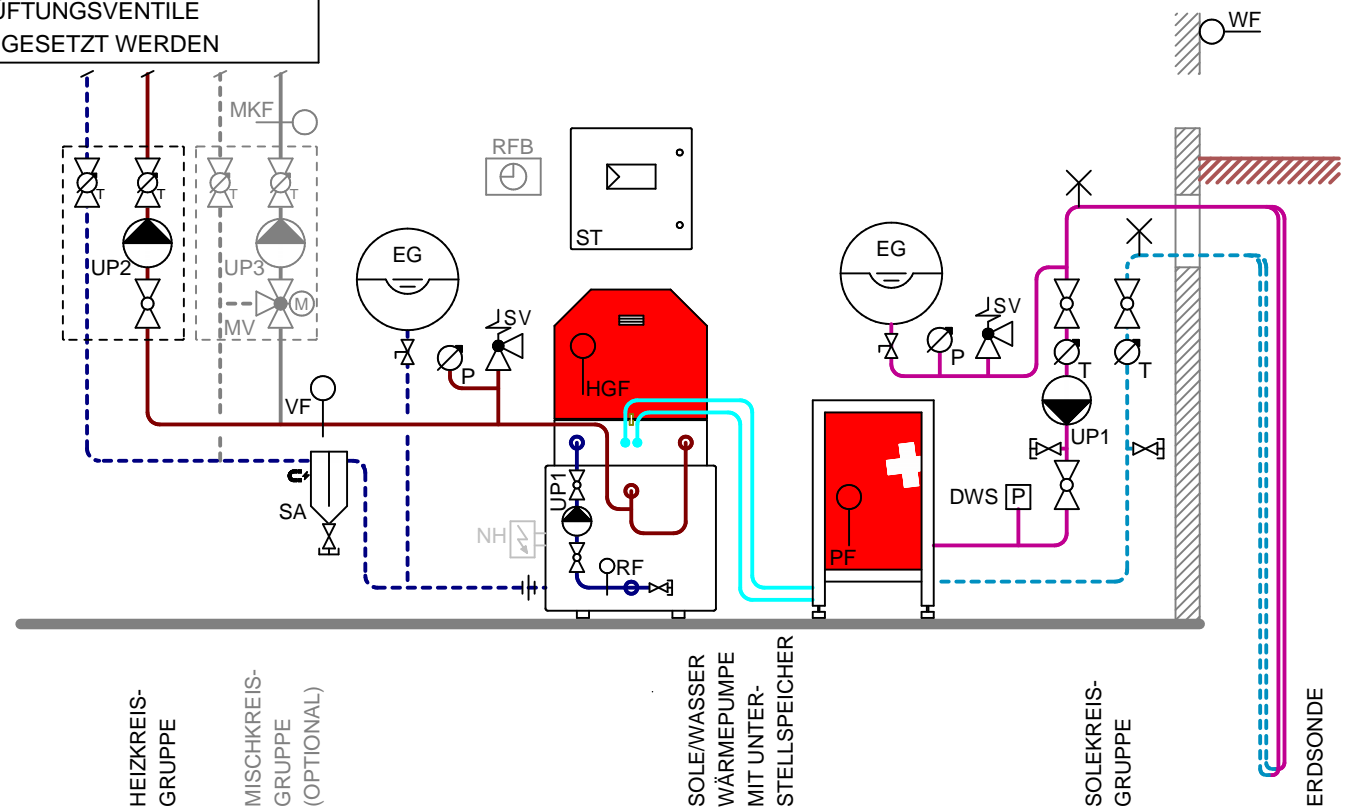 ÜFTUNGSVENTILE
GESETZT WERDEN
WF
MKF
RFB
T
T
T
T
ST
EG
EG
UP2
UP3
M
MV
SV
P
SV
P
T
T
HGF
VF
UP1
UP1
SA
NH
RF
PF
DWS P
HEIZKREIS-
GRUPPE
MISCHKREIS-
GRUPPE
(OPTIONAL)
SOLE/WASSER
WÄRMEPUMPE
MIT UNTER-
STELLSPEICHER
SOLEKREIS-
GRUPPE
ERDSONDE